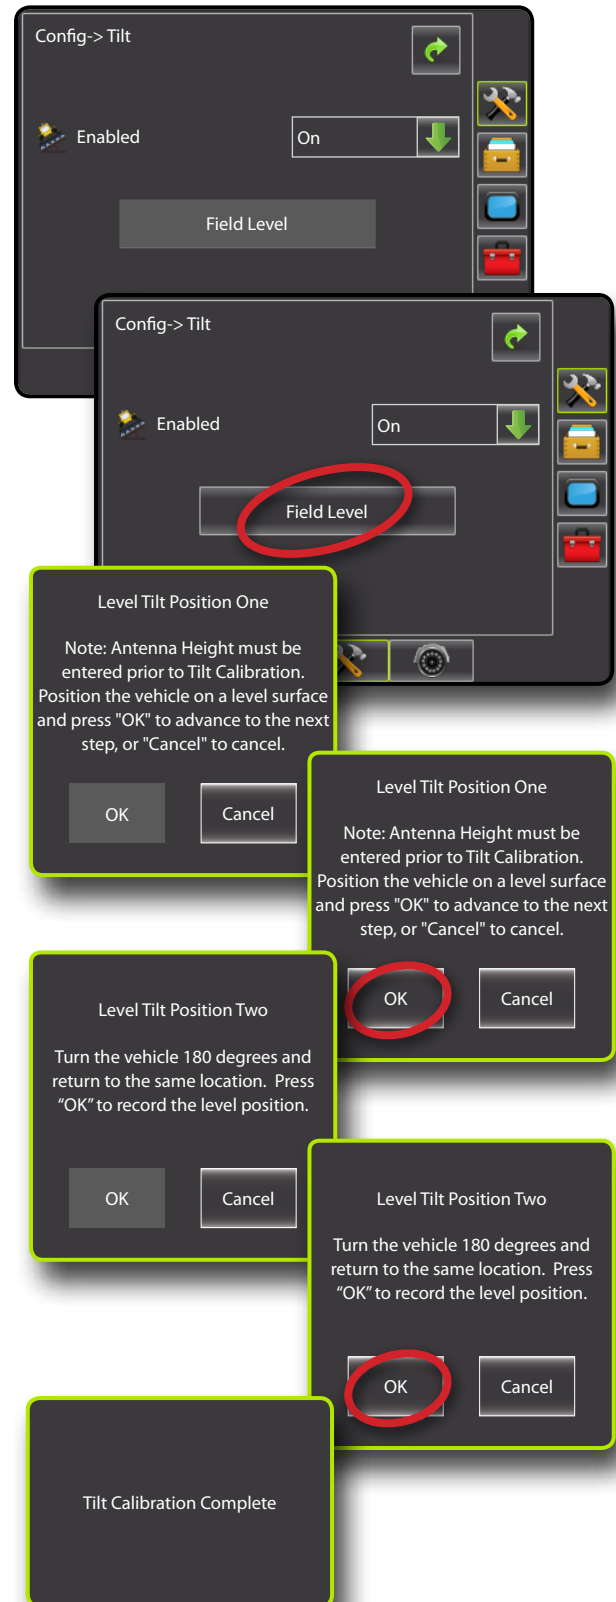 Config-> Tilt
Enabled
On
Field Level
Config-> Tilt
Enabled
On
Field Level
Level Tilt Position One
Note: Antenna Height must be
entered prior to Tilt Calibration.
Position the vehicle on a level surface
and press "OK" to advance to the next
step, or "Cancel" to cancel.
OK
Cancel
Level Tilt Position One
Note: Antenna Height must be
entered prior to Tilt Calibration.
Position the vehicle on a level surface
and press "OK" to advance to the next
step, or "Cancel" to cancel.
OK
Cancel
Level Tilt Position Two
Turn the vehicle 180 degrees and
return to the same location.  Press
“OK” to record the level position.
OK
Cancel
Level Tilt Position Two
Turn the vehicle 180 degrees and
return to the same location.  Press
“OK” to record the level position.
OK
Cancel
Tilt Calibration Complete